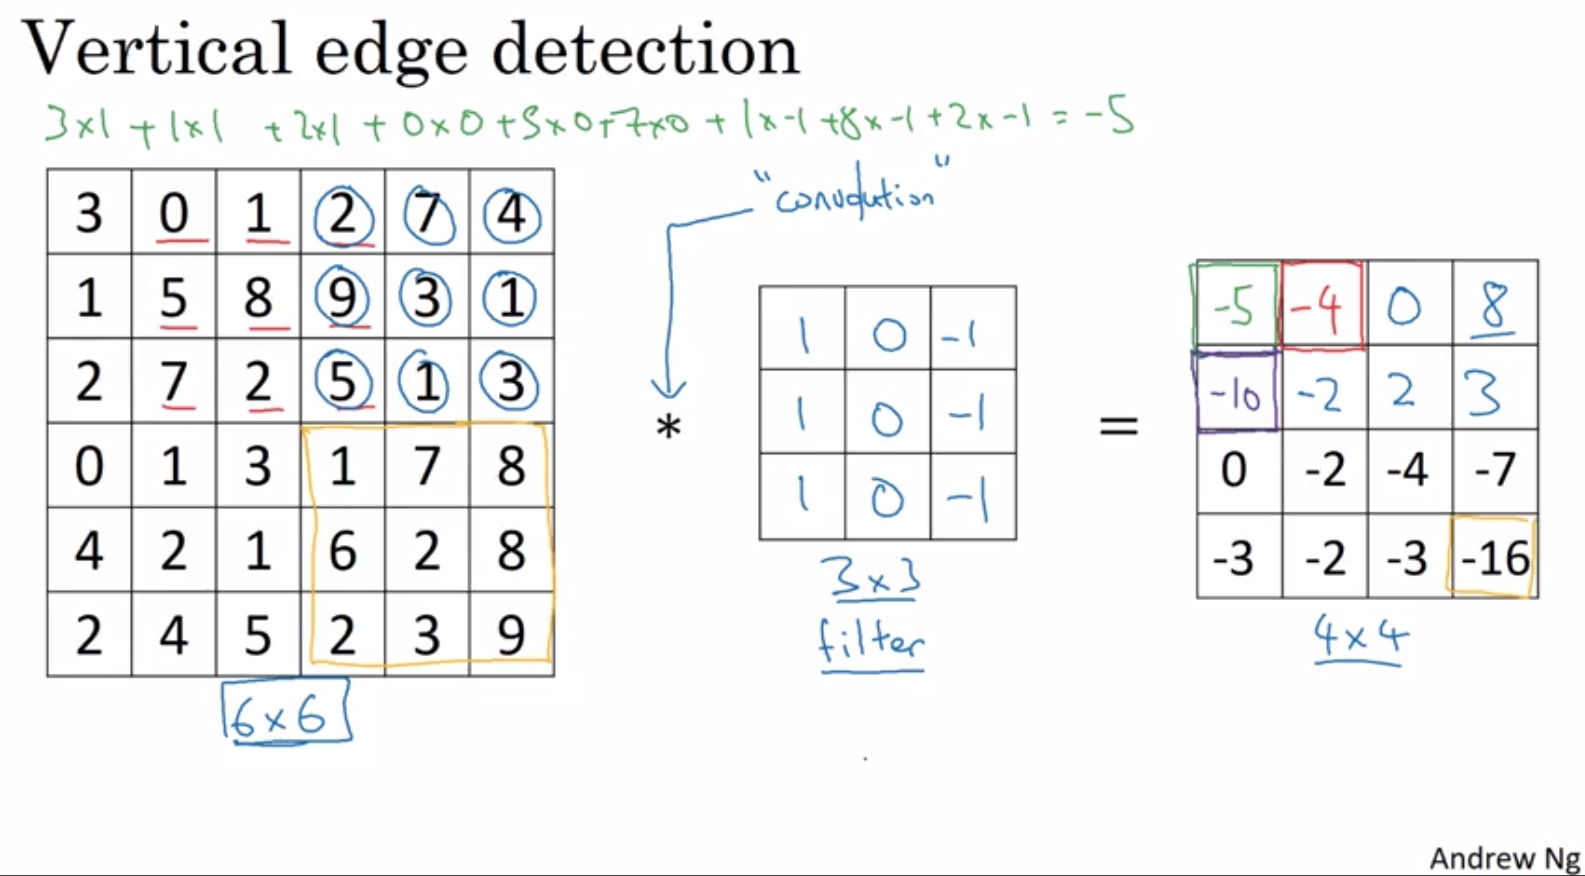 Vertical edge detection
3x1 + 1x1 + 2x1 + 0x0 + 5x0 + 7x0 + 1x-1 + 8x-1 + 2x-1 = -5
"convolution"
3 0 1 2 7 4
1 5 8 9 3 1
2 7 2 5 1 3
0 1 3 1 7 8
4 2 1 6 2 8
2 4 5 2 3 9
6x6
*
1 0 -1
1 0 -1
1 0 -1
3x3
filter
=
-5 -4 0 8
-10 -2 2 3
0 -2 -4 -7
-3 -2 -3 -16
4x4
Andrew Ng